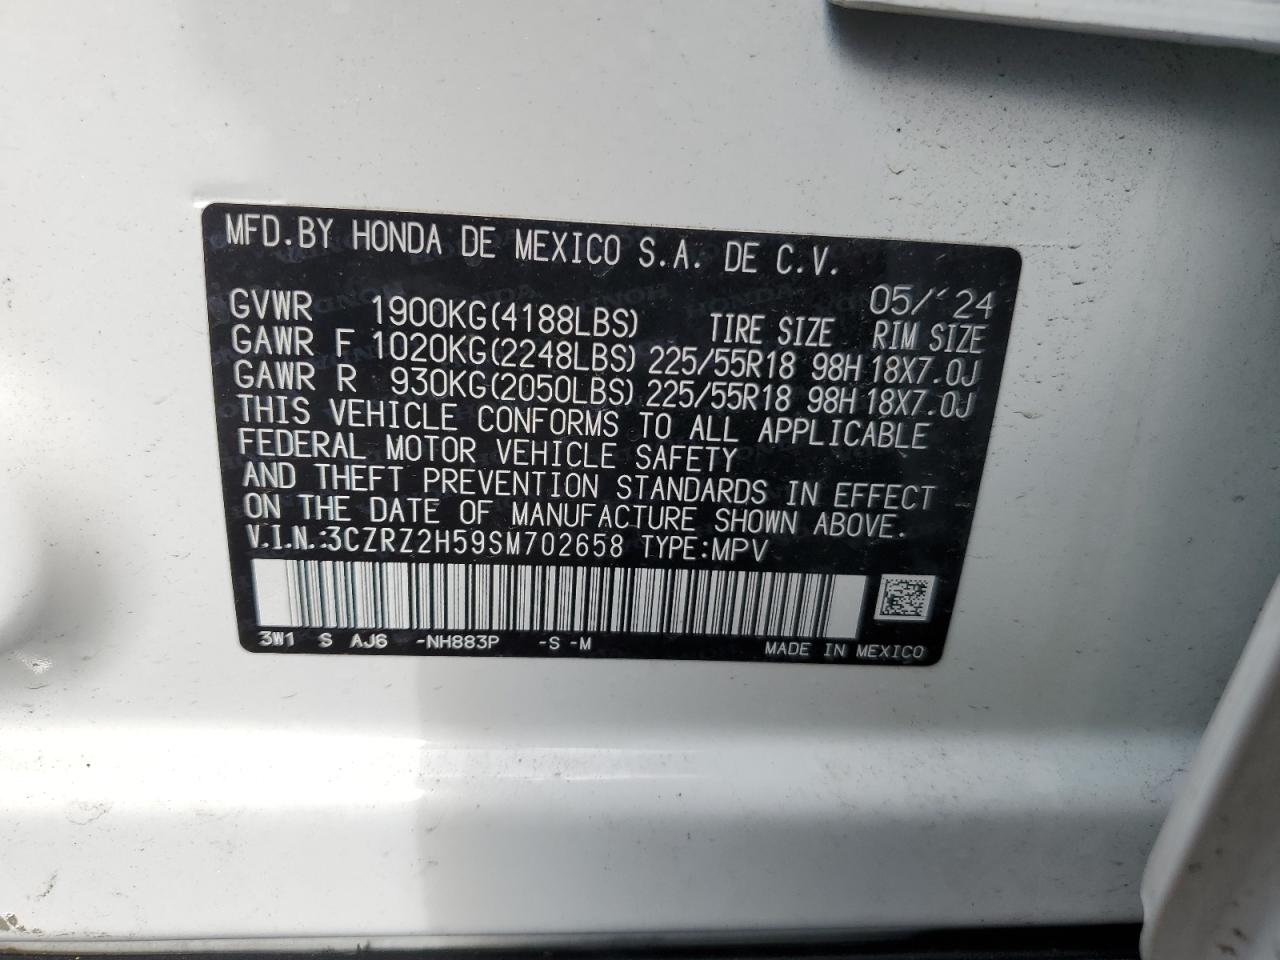 MFD.BY HONDA DE MEXICO S.A. DE C.V.
05/'24
GVWR 1900KG(4188LBS) TIRE SIZE RIM SIZE
GAWR F 1020KG(2248LBS) 225/55R18 98H 18X7.0J
GAWR R 930KG(2050LBS) 225/55R18 98H 18X7.0J
THIS VEHICLE CONFORMS TO ALL APPLICABLE
FEDERAL MOTOR VEHICLE SAFETY
AND THEFT PREVENTION STANDARDS IN EFFECT
ON THE DATE OF MANUFACTURE SHOWN ABOVE.
V.I.N.:3CZRZ2H59SM702658 TYPE:MPV
3W1 S AJ6 -NH883P -S -M MADE IN MEXICO